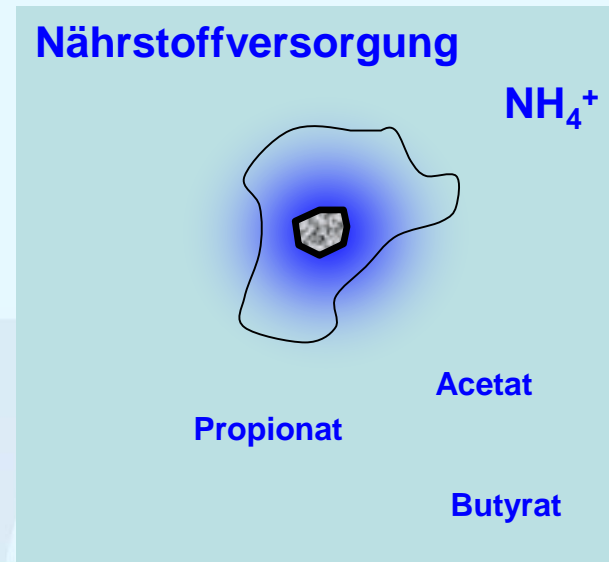 Nährstoffversorgung
NH₄⁺
Acetat
Propionat
Butyrat